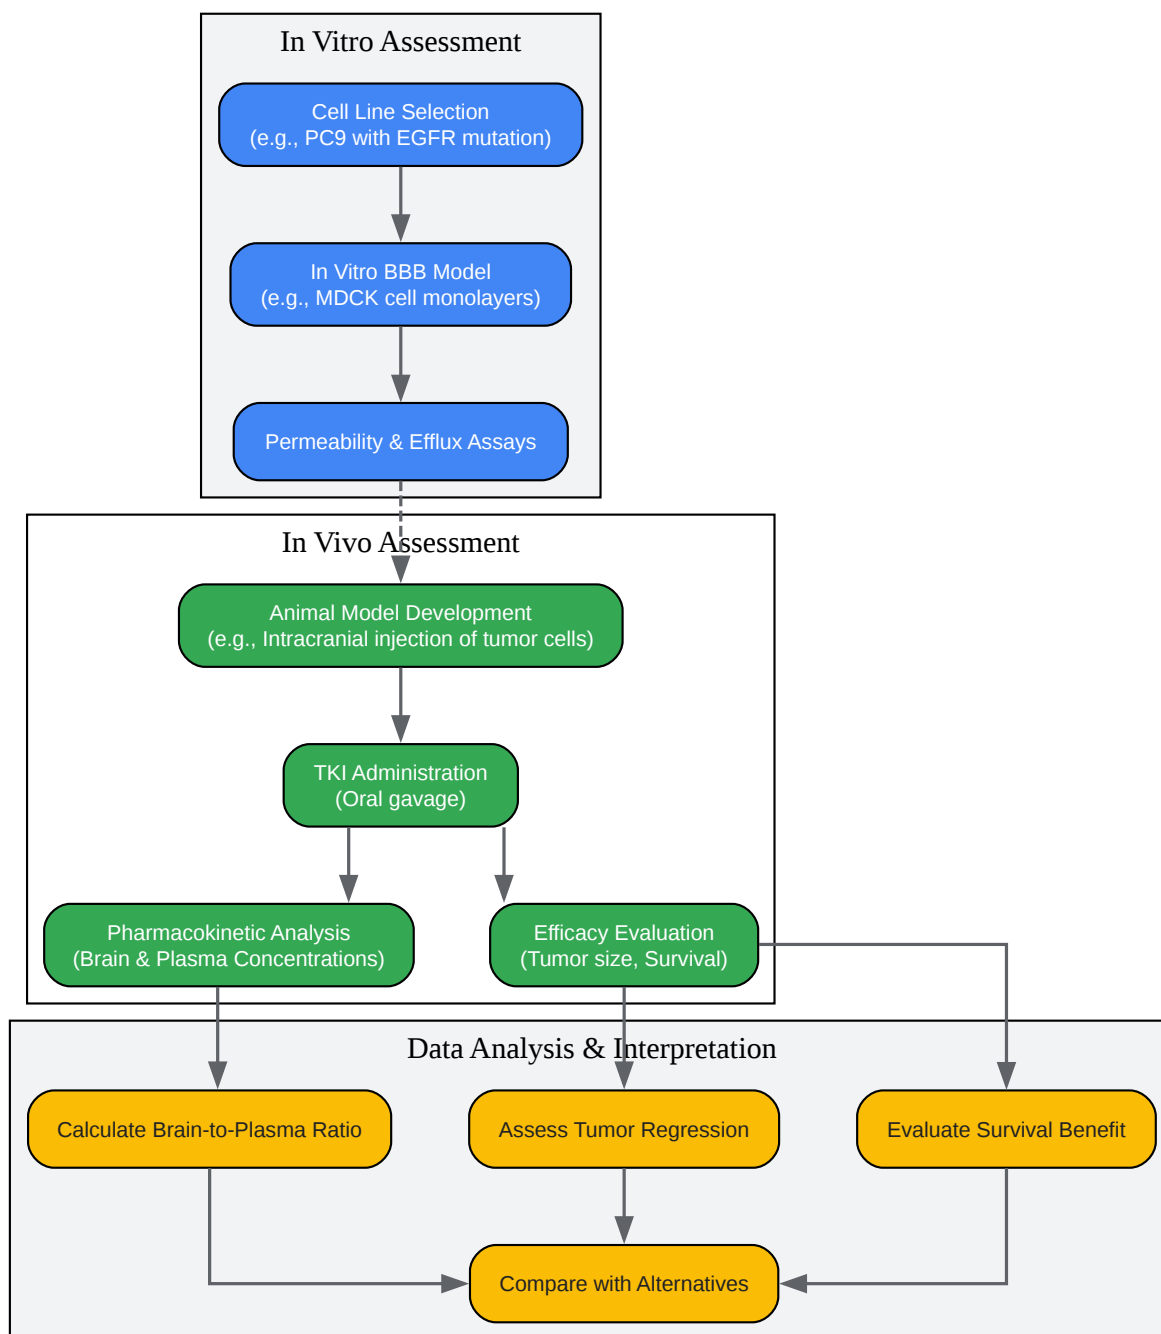 In Vitro Assessment
Cell Line Selection
(e.g., PC9 with EGFR mutation)
In Vitro BBB Model
(e.g., MDCK cell monolayers)
Permeability & Efflux Assays
In Vivo Assessment
Animal Model Development
(e.g., Intracranial injection of tumor cells)
TKI Administration
(Oral gavage)
Pharmacokinetic Analysis
(Brain & Plasma Concentrations)
Efficacy Evaluation
(Tumor size, Survival)
Data Analysis & Interpretation
Calculate Brain-to-Plasma Ratio
Assess Tumor Regression
Evaluate Survival Benefit
Compare with Alternatives